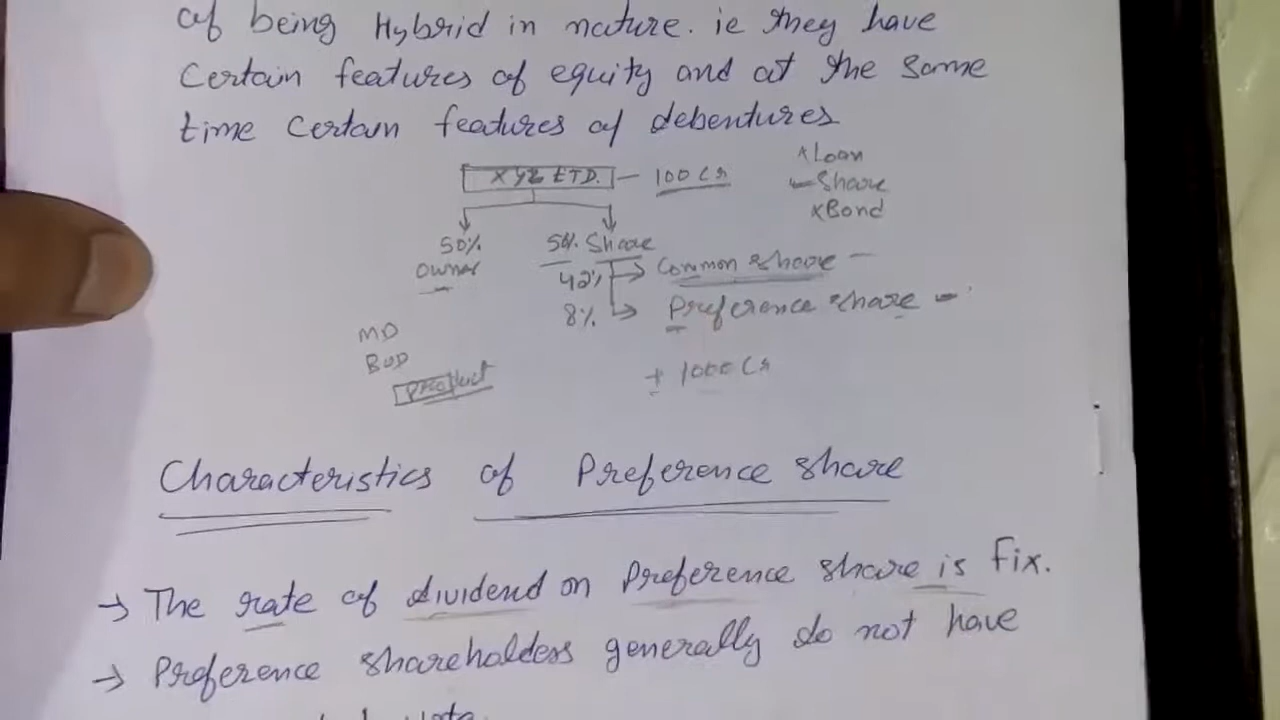 of being Hybrid in nature. ie they have
Certain features of equity and at the same
time Certain features of debentures
XYZ LTD. — 100 Cr
× Loan
Share
× Bond
50%
Owner
50% Share
42% → Common share —
8% → Preference share -
MD
BOD
Product
+ 1000 Cr
Characteristics of Preference share
→ The rate of dividend on Preference share is fix.
→ Preference shareholders generally do not have